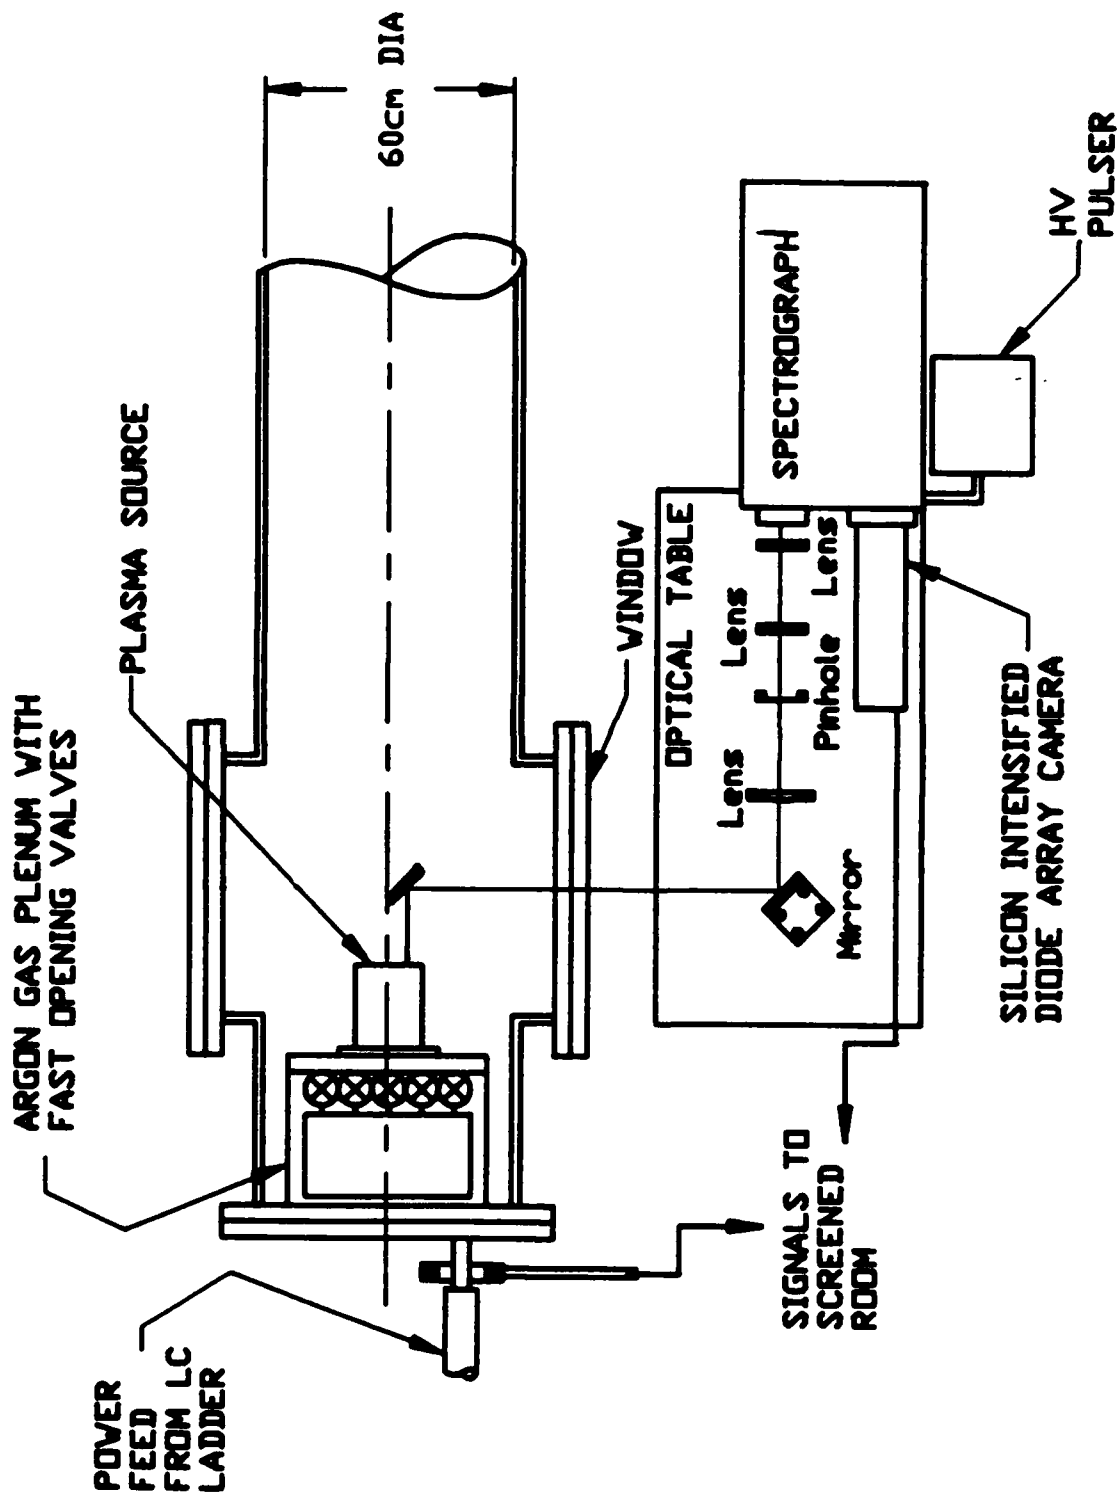 POWER
FEED
FROM LC
LADDER
ARGON GAS PLENUM WITH
FAST OPENING VALVES
PLASMA SOURCE
60cm DIA
WINDOW
OPTICAL TABLE
SPECTROGRAPH
Lens
Lens
Pinhole
Lens
Mirror
HV
PULSER
SIGNALS TO
SCREENED
ROOM
SILICON INTENSIFIED
DIODE ARRAY CAMERA